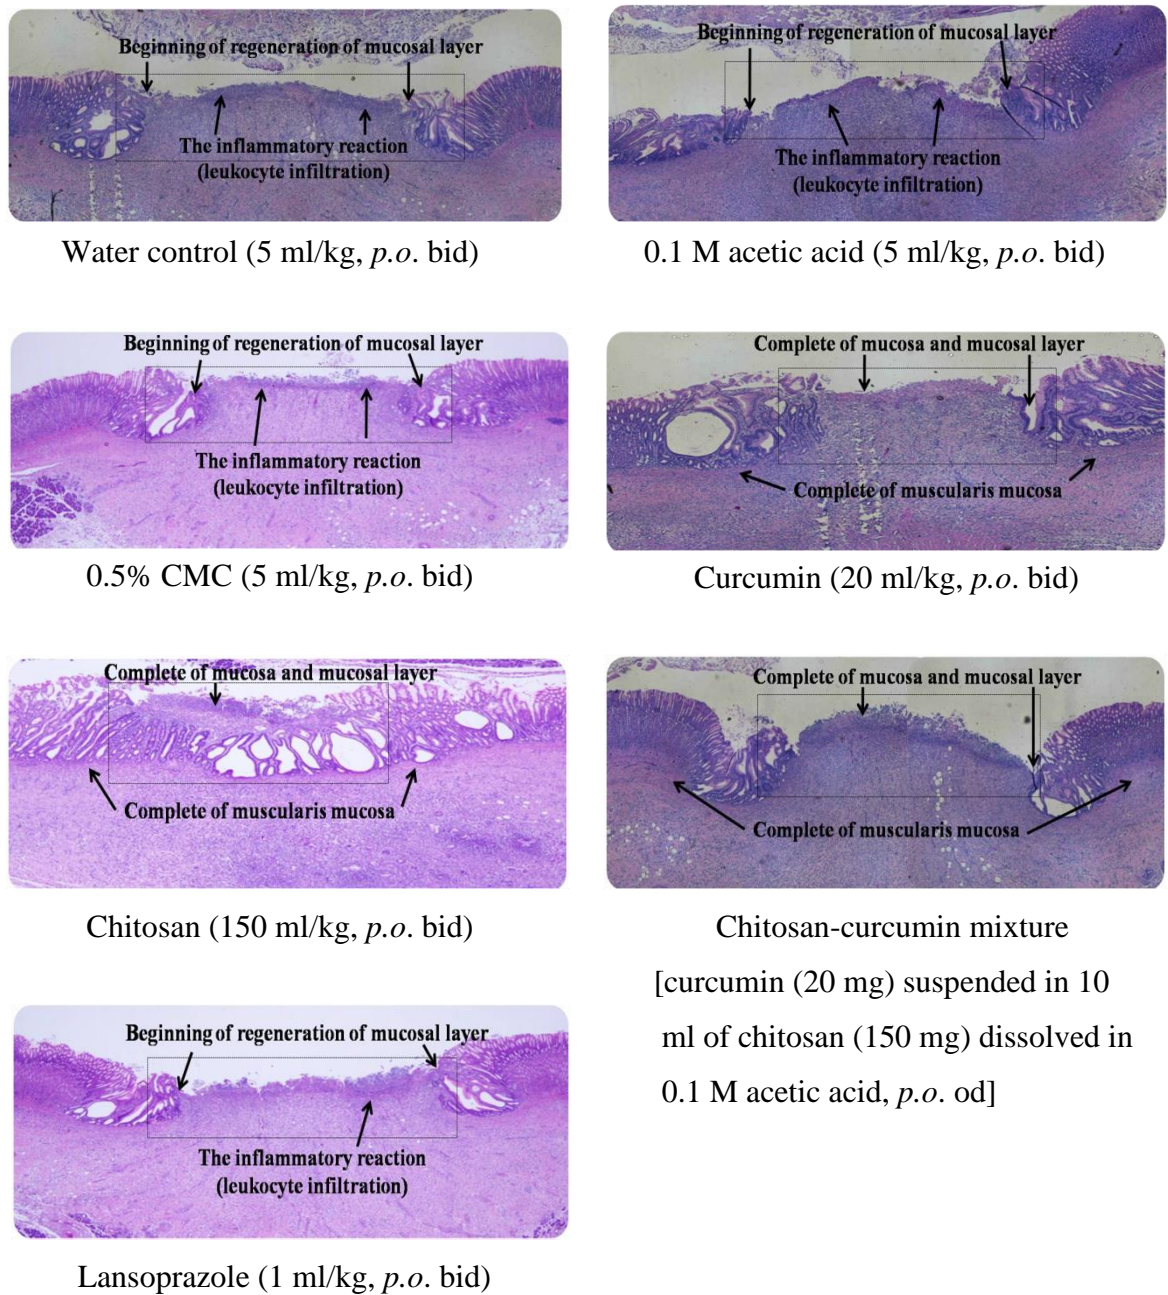 Beginning of regeneration of mucosal layer
The inflammatory reaction
(leukocyte infiltration)
Water control (5 ml/kg, p.o. bid)
Beginning of regeneration of mucosal layer
The inflammatory reaction
(leukocyte infiltration)
0.1 M acetic acid (5 ml/kg, p.o. bid)
Beginning of regeneration of mucosal layer
The inflammatory reaction
(leukocyte infiltration)
0.5% CMC (5 ml/kg, p.o. bid)
Complete of mucosa and mucosal layer
Complete of muscularis mucosa
Curcumin (20 ml/kg, p.o. bid)
Complete of mucosa and mucosal layer
Complete of muscularis mucosa
Chitosan (150 ml/kg, p.o. bid)
Complete of mucosa and mucosal layer
Complete of muscularis mucosa
Chitosan-curcumin mixture
[curcumin (20 mg) suspended in 10
ml of chitosan (150 mg) dissolved in
0.1 M acetic acid, p.o. od]
Beginning of regeneration of mucosal layer
The inflammatory reaction
(leukocyte infiltration)
Lansoprazole (1 ml/kg, p.o. bid)